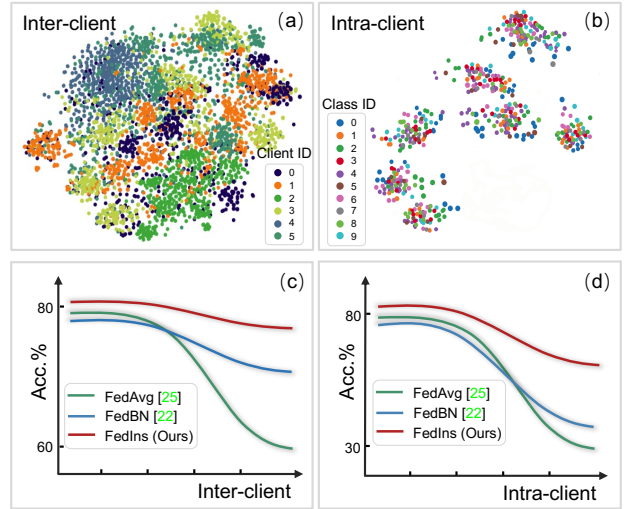 Inter-client (a)
Client ID
0
1
2
3
4
5
Intra-client (b)
Class ID
0
1
2
3
4
5
6
7
8
9
(c)
80
Acc.%
60
FedAvg [25]
FedBN [22]
FedIns (Ours)
Inter-client
(d)
80
Acc.%
30
FedAvg [25]
FedBN [22]
FedIns (Ours)
Intra-client